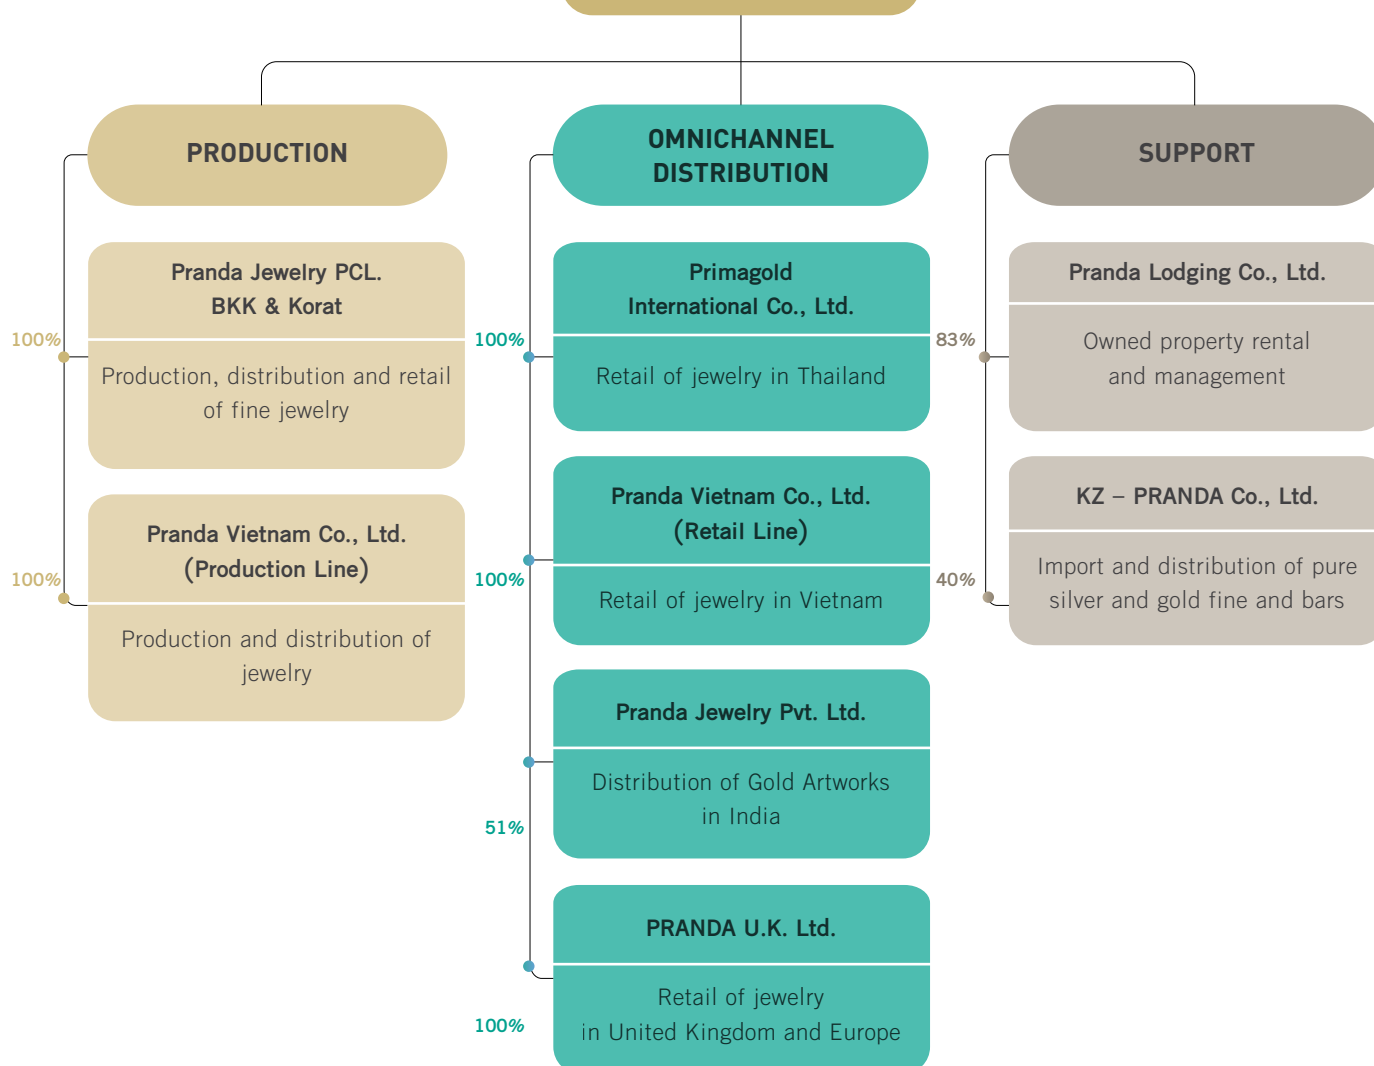 PRODUCTION
Pranda Jewelry PCL.
BKK & Korat
100%
Production, distribution and retail
of fine jewelry
Pranda Vietnam Co., Ltd.
(Production Line)
100%
Production and distribution of
jewelry
OMNICHANNEL
DISTRIBUTION
Primagold
International Co., Ltd.
100%
Retail of jewelry in Thailand
Pranda Vietnam Co., Ltd.
(Retail Line)
100%
Retail of jewelry in Vietnam
Pranda Jewelry Pvt. Ltd.
Distribution of Gold Artworks
in India
51%
PRANDA U.K. Ltd.
Retail of jewelry
in United Kingdom and Europe
100%
SUPPORT
Pranda Lodging Co., Ltd.
83%
Owned property rental
and management
KZ – PRANDA Co., Ltd.
40%
Import and distribution of pure
silver and gold fine and bars